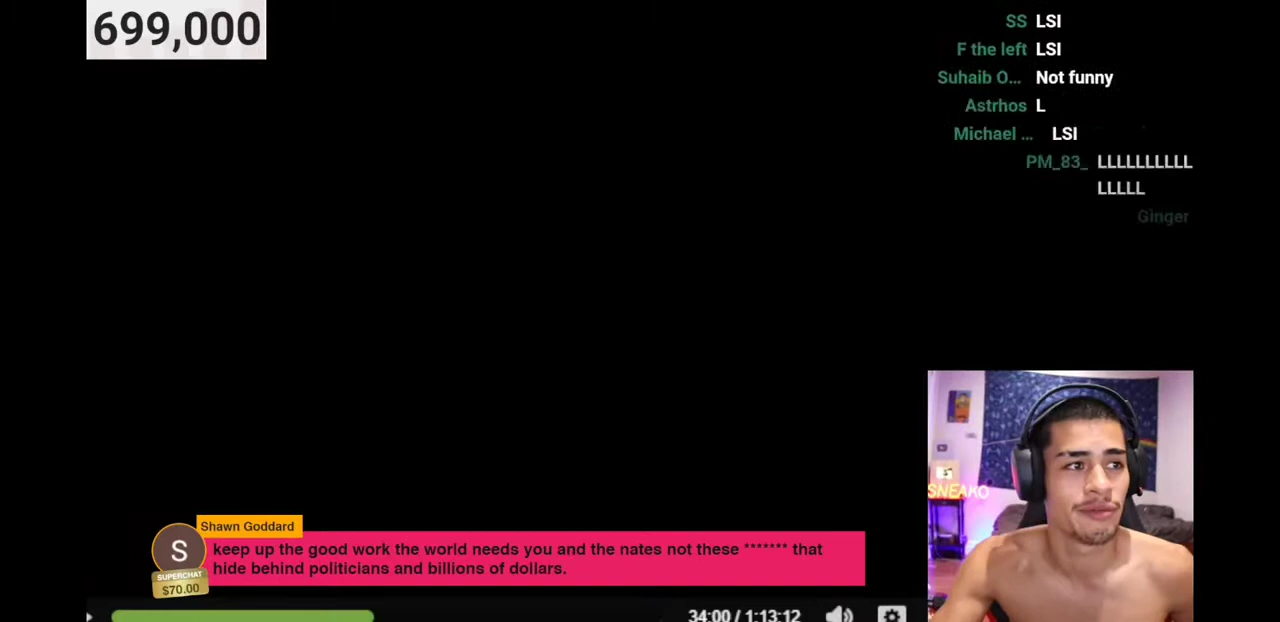 699,000
SS LSI
F the left LSI
Suhaib O... Not funny
Astrhos L
Michael ... LSI
PM_83_ LLLLLLLLLL
LLLLL
Ginger
SNEAKO
Shawn Goddard
S
keep up the good work the world needs you and the nates not these ******* that
hide behind politicians and billions of dollars.
SUPERCHAT
$70.00
34:00 / 1:13:12